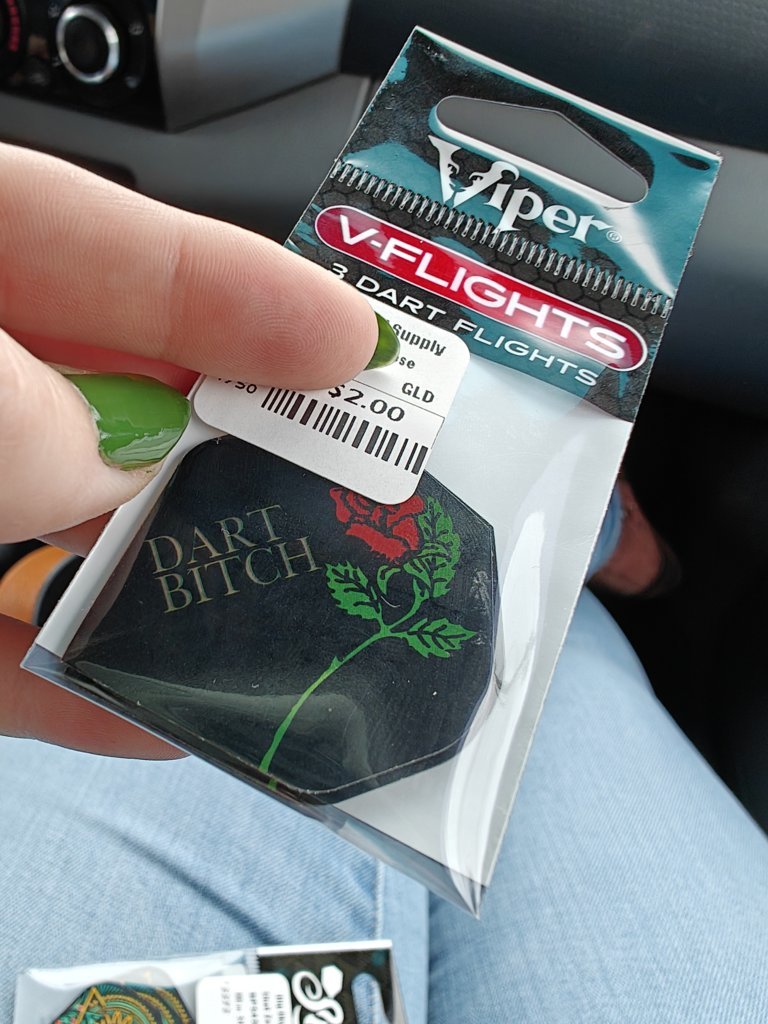 Viper®
V-FLIGHTS
3 DART FLIGHTS
Supply
GLD
$2.00
DART
BITCH